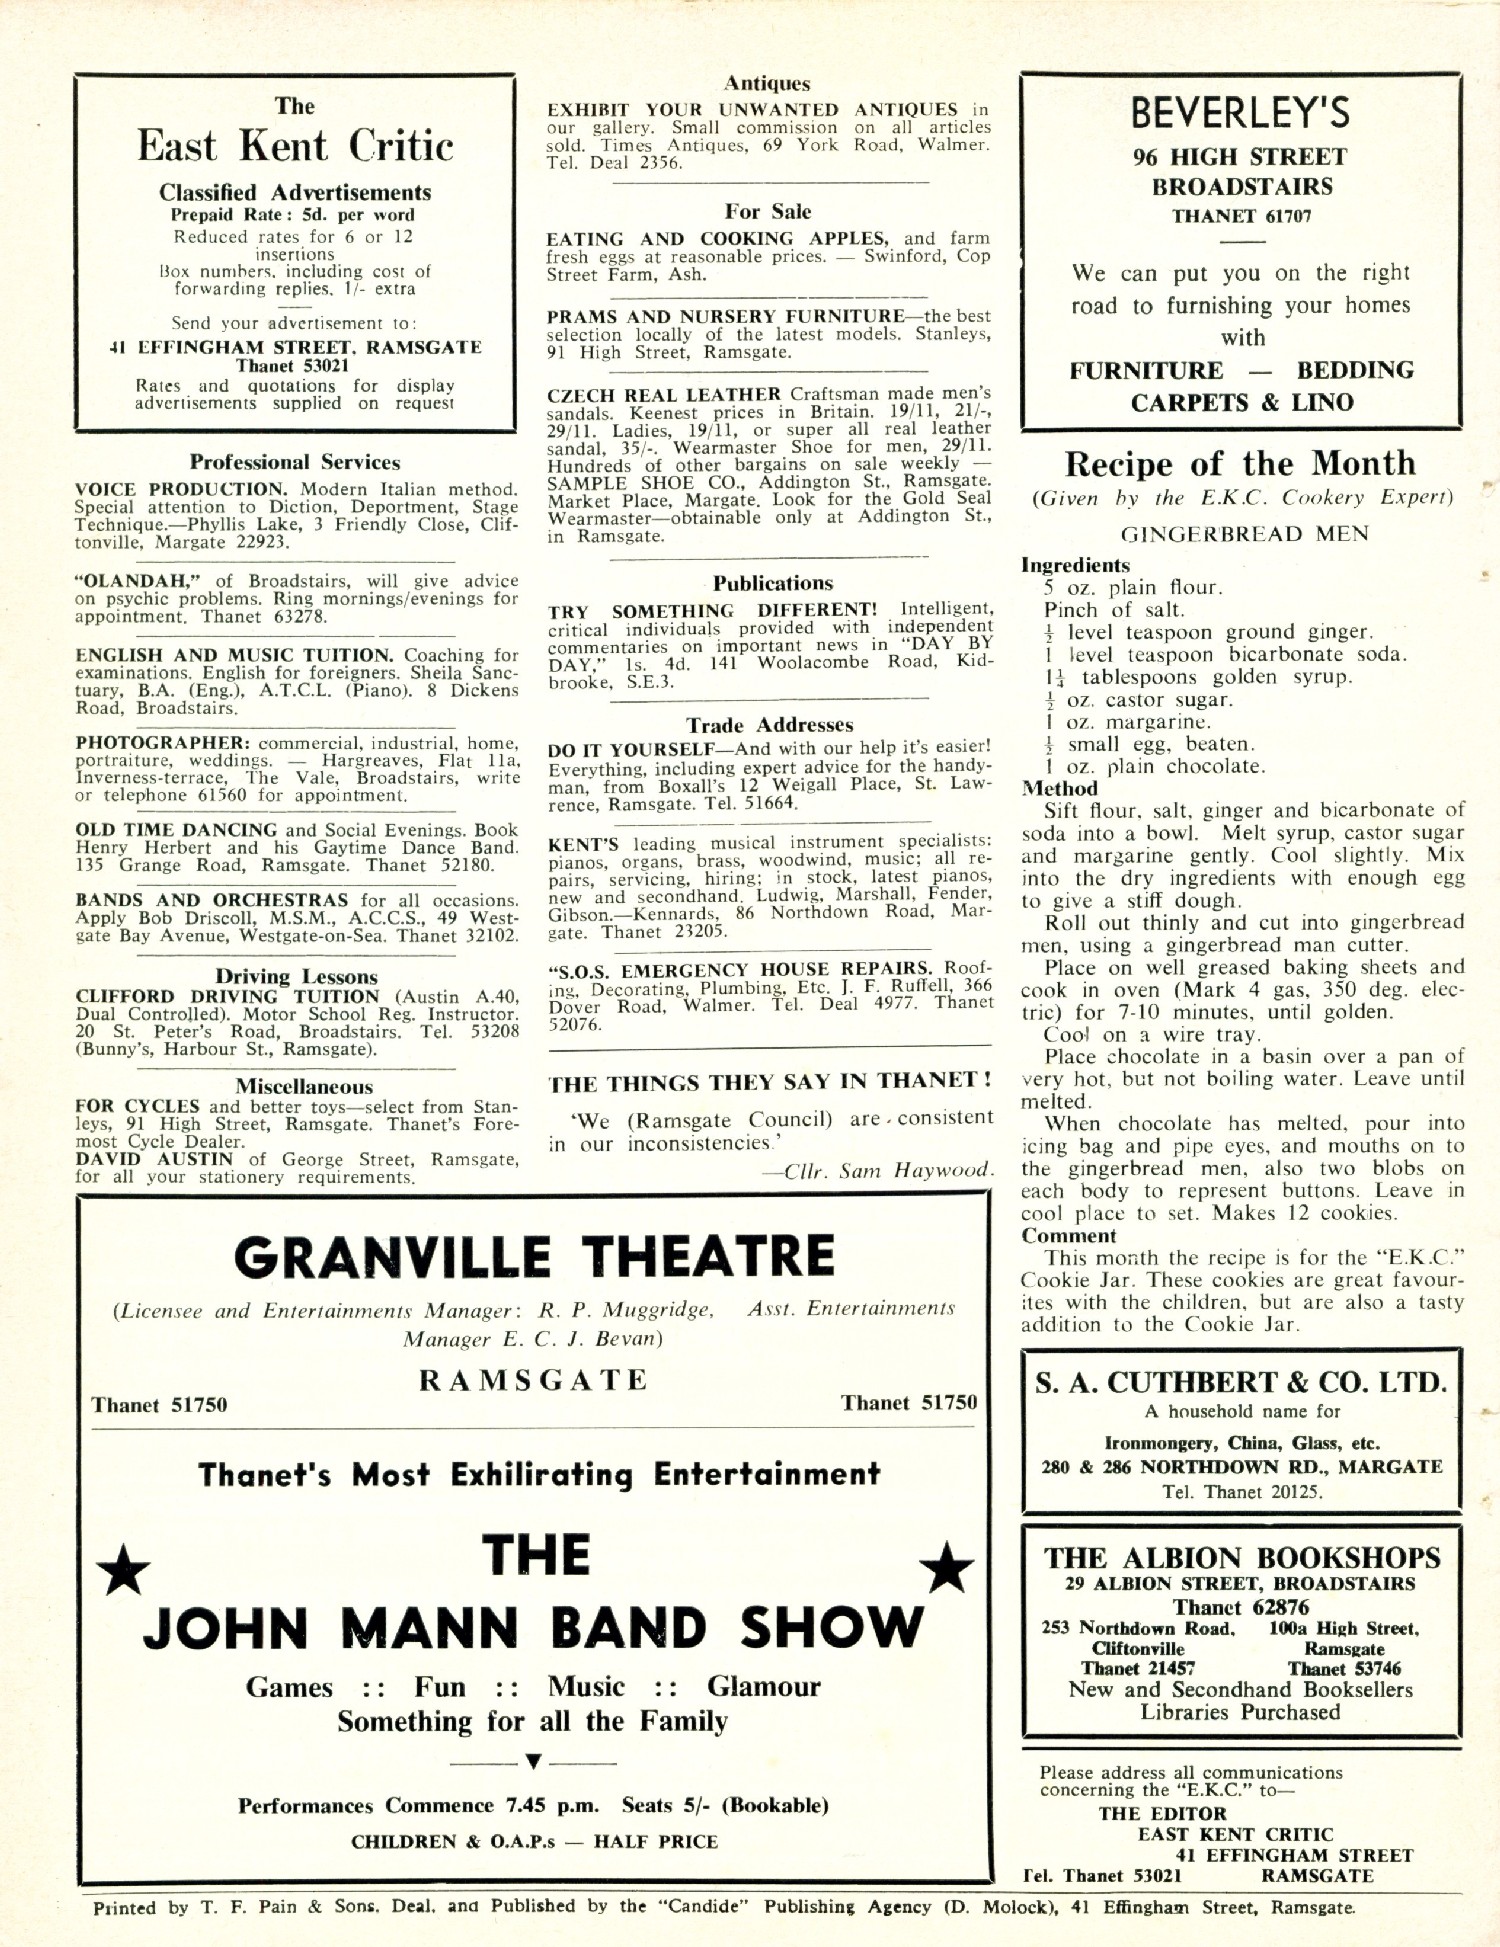 The
East Kent Critic
Classified Advertisements
Prepaid Rate: 5d. per word
Reduced rates for 6 or 12
insertions
Box numbers, including cost of
forwarding replies, 1/- extra
Send your advertisement to:
41 EFFINGHAM STREET, RAMSGATE
Thanet 53021
Rates and quotations for display
advertisements supplied on request
Professional Services
VOICE PRODUCTION. Modern Italian method.
Special attention to Diction, Deportment, Stage
Technique.—Phyllis Lake, 3 Friendly Close, Clif-
tonville, Margate 22923.
“OLANDAH,” of Broadstairs, will give advice
on psychic problems. Ring mornings/evenings for
appointment. Thanet 63278.
ENGLISH AND MUSIC TUITION. Coaching for
examinations. English for foreigners. Sheila Sanc-
tuary, B.A. (Eng.), A.T.C.L. (Piano). 8 Dickens
Road, Broadstairs.
PHOTOGRAPHER: commercial, industrial, home,
portraiture, weddings. — Hargreaves, Flat 11a,
Inverness-terrace, The Vale, Broadstairs, write
or telephone 61560 for appointment.
OLD TIME DANCING and Social Evenings. Book
Henry Herbert and his Gaytime Dance Band.
135 Grange Road, Ramsgate. Thanet 52180.
BANDS AND ORCHESTRAS for all occasions.
Apply Bob Driscoll, M.S.M., A.C.C.S., 49 West-
gate Bay Avenue, Westgate-on-Sea. Thanet 32102.
Driving Lessons
CLIFFORD DRIVING TUITION (Austin A.40,
Dual Controlled). Motor School Reg. Instructor.
20 St. Peter's Road, Broadstairs. Tel. 53208
(Bunny's, Harbour St., Ramsgate).
Miscellaneous
FOR CYCLES and better toys—select from Stan-
leys, 91 High Street, Ramsgate. Thanet's Fore-
most Cycle Dealer.
DAVID AUSTIN of George Street, Ramsgate,
for all your stationery requirements.
Antiques
EXHIBIT YOUR UNWANTED ANTIQUES in
our gallery. Small commission on all articles
sold. Times Antiques, 69 York Road, Walmer.
Tel. Deal 2356.
For Sale
EATING AND COOKING APPLES, and farm
fresh eggs at reasonable prices. — Swinford, Cop
Street Farm, Ash.
PRAMS AND NURSERY FURNITURE—the best
selection locally of the latest models. Stanleys,
91 High Street, Ramsgate.
CZECH REAL LEATHER Craftsman made men's
sandals. Keenest prices in Britain. 19/11, 21/-,
29/11. Ladies, 19/11, or super all real leather
sandal, 35/-. Wearmaster Shoe for men, 29/11.
Hundreds of other bargains on sale weekly —
SAMPLE SHOE CO., Addington St., Ramsgate.
Market Place, Margate. Look for the Gold Seal
Wearmaster—obtainable only at Addington St.,
in Ramsgate.
Publications
TRY SOMETHING DIFFERENT! Intelligent,
critical individuals provided with independent
commentaries on important news in “DAY BY
DAY,” 1s. 4d. 141 Woolacombe Road, Kid-
brooke, S.E.3.
Trade Addresses
DO IT YOURSELF—And with our help it's easier!
Everything, including expert advice for the handy-
man, from Boxall's 12 Weigall Place, St. Law-
rence, Ramsgate. Tel. 51664.
KENT'S leading musical instrument specialists:
pianos, organs, brass, woodwind, music; all re-
pairs, servicing, hiring; in stock, latest pianos,
new and secondhand. Ludwig, Marshall, Fender,
Gibson.—Kennards, 86 Northdown Road, Mar-
gate. Thanet 23205.
“S.O.S. EMERGENCY HOUSE REPAIRS. Roof-
ing, Decorating, Plumbing, Etc. J. F. Ruffell, 366
Dover Road, Walmer. Tel. Deal 4977. Thanet
52076.
THE THINGS THEY SAY IN THANET!
‘We (Ramsgate Council) are consistent
in our inconsistencies.’
—Cllr. Sam Haywood.
GRANVILLE THEATRE
(Licensee and Entertainments Manager: R. P. Muggridge, Asst. Entertainments
Manager E. C. J. Bevan)
RAMSGATE
Thanet 51750 Thanet 51750
Thanet's Most Exhilirating Entertainment
THE
JOHN MANN BAND SHOW
Games :: Fun :: Music :: Glamour
Something for all the Family
Performances Commence 7.45 p.m. Seats 5/- (Bookable)
CHILDREN & O.A.P.s — HALF PRICE
BEVERLEY'S
96 HIGH STREET
BROADSTAIRS
THANET 61707
We can put you on the right
road to furnishing your homes
with
FURNITURE — BEDDING
CARPETS & LINO
Recipe of the Month
(Given by the E.K.C. Cookery Expert)
GINGERBREAD MEN
Ingredients
5 oz. plain flour.
Pinch of salt.
½ level teaspoon ground ginger.
1 level teaspoon bicarbonate soda.
1¼ tablespoons golden syrup.
½ oz. castor sugar.
1 oz. margarine.
½ small egg, beaten.
1 oz. plain chocolate.
Method
Sift flour, salt, ginger and bicarbonate of
soda into a bowl. Melt syrup, castor sugar
and margarine gently. Cool slightly. Mix
into the dry ingredients with enough egg
to give a stiff dough.
Roll out thinly and cut into gingerbread
men, using a gingerbread man cutter.
Place on well greased baking sheets and
cook in oven (Mark 4 gas, 350 deg. elec-
tric) for 7-10 minutes, until golden.
Cool on a wire tray.
Place chocolate in a basin over a pan of
very hot, but not boiling water. Leave until
melted.
When chocolate has melted, pour into
icing bag and pipe eyes, and mouths on to
the gingerbread men, also two blobs on
each body to represent buttons. Leave in
cool place to set. Makes 12 cookies.
Comment
This month the recipe is for the “E.K.C.”
Cookie Jar. These cookies are great favour-
ites with the children, but are also a tasty
addition to the Cookie Jar.
S. A. CUTHBERT & CO. LTD.
A household name for
Ironmongery, China, Glass, etc.
280 & 286 NORTHDOWN RD., MARGATE
Tel. Thanet 20125.
THE ALBION BOOKSHOPS
29 ALBION STREET, BROADSTAIRS
Thanet 62876
253 Northdown Road, 100a High Street,
Cliftonville Ramsgate
Thanet 21457 Thanet 53746
New and Secondhand Booksellers
Libraries Purchased
Please address all communications
concerning the “E.K.C.” to—
THE EDITOR
EAST KENT CRITIC
41 EFFINGHAM STREET
Tel. Thanet 53021 RAMSGATE
Printed by T. F. Pain & Sons, Deal, and Published by the “Candide” Publishing Agency (D. Molock), 41 Effingham Street, Ramsgate.